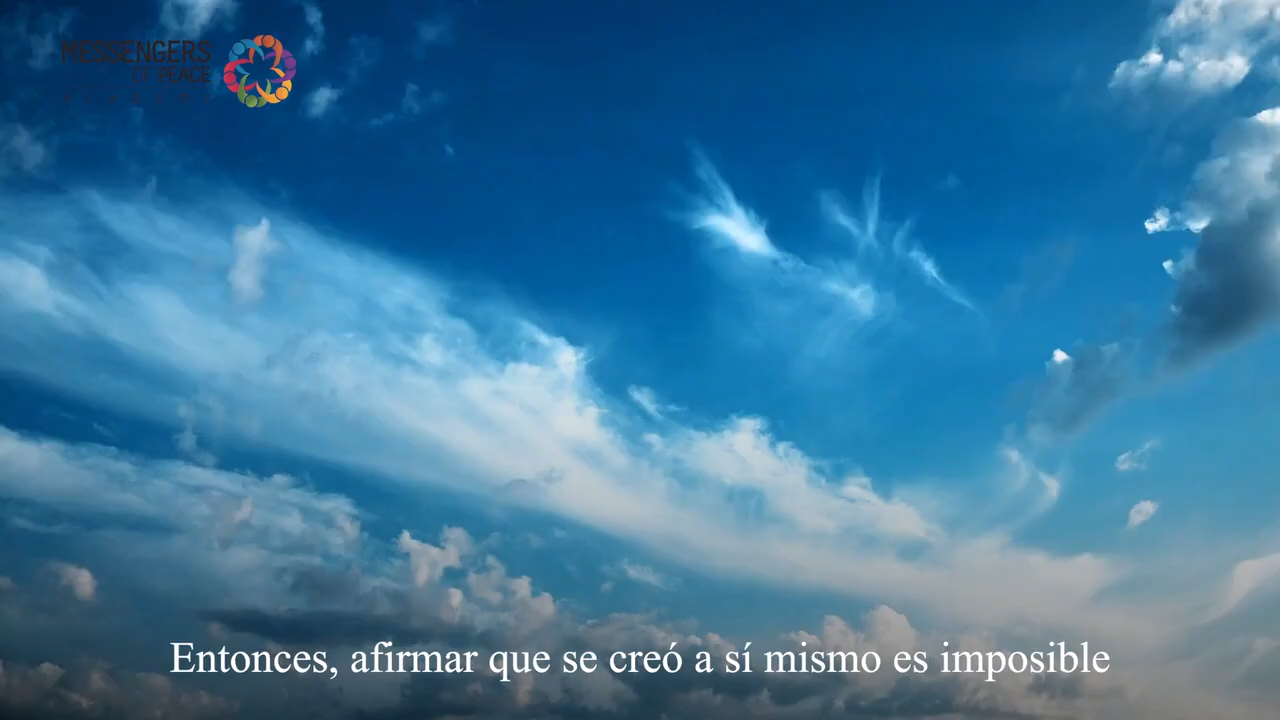 MESSENGERS
OF PEACE
Entonces, afirmar que se creó a sí mismo es imposible